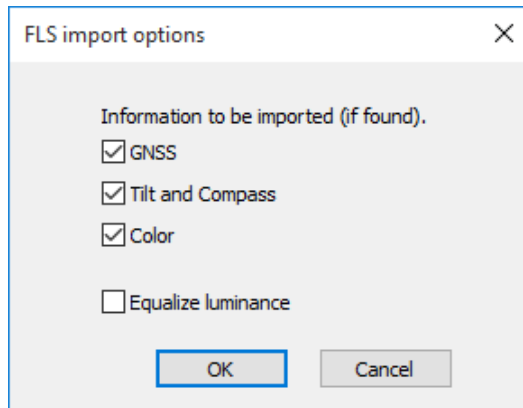 FLS import options
Information to be imported (if found).
GNSS
Tilt and Compass
Color
Equalize luminance
OK Cancel